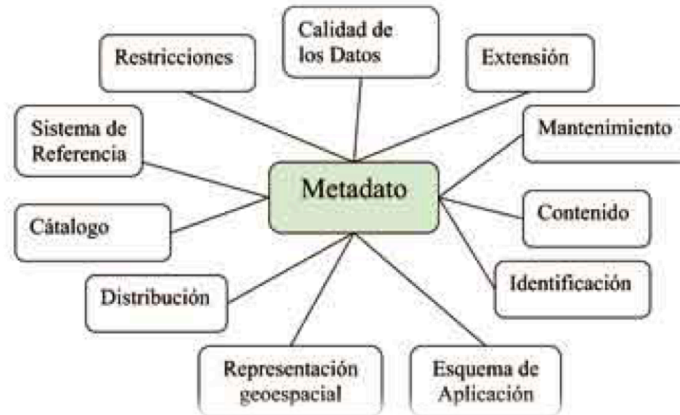 Calidad de
los Datos
Restricciones
Extensión
Sistema de
Referencia
Mantenimiento
Metadato
Cátalogo
Contenido
Distribución
Identificación
Representación
geoespacial
Esquema de
Aplicación